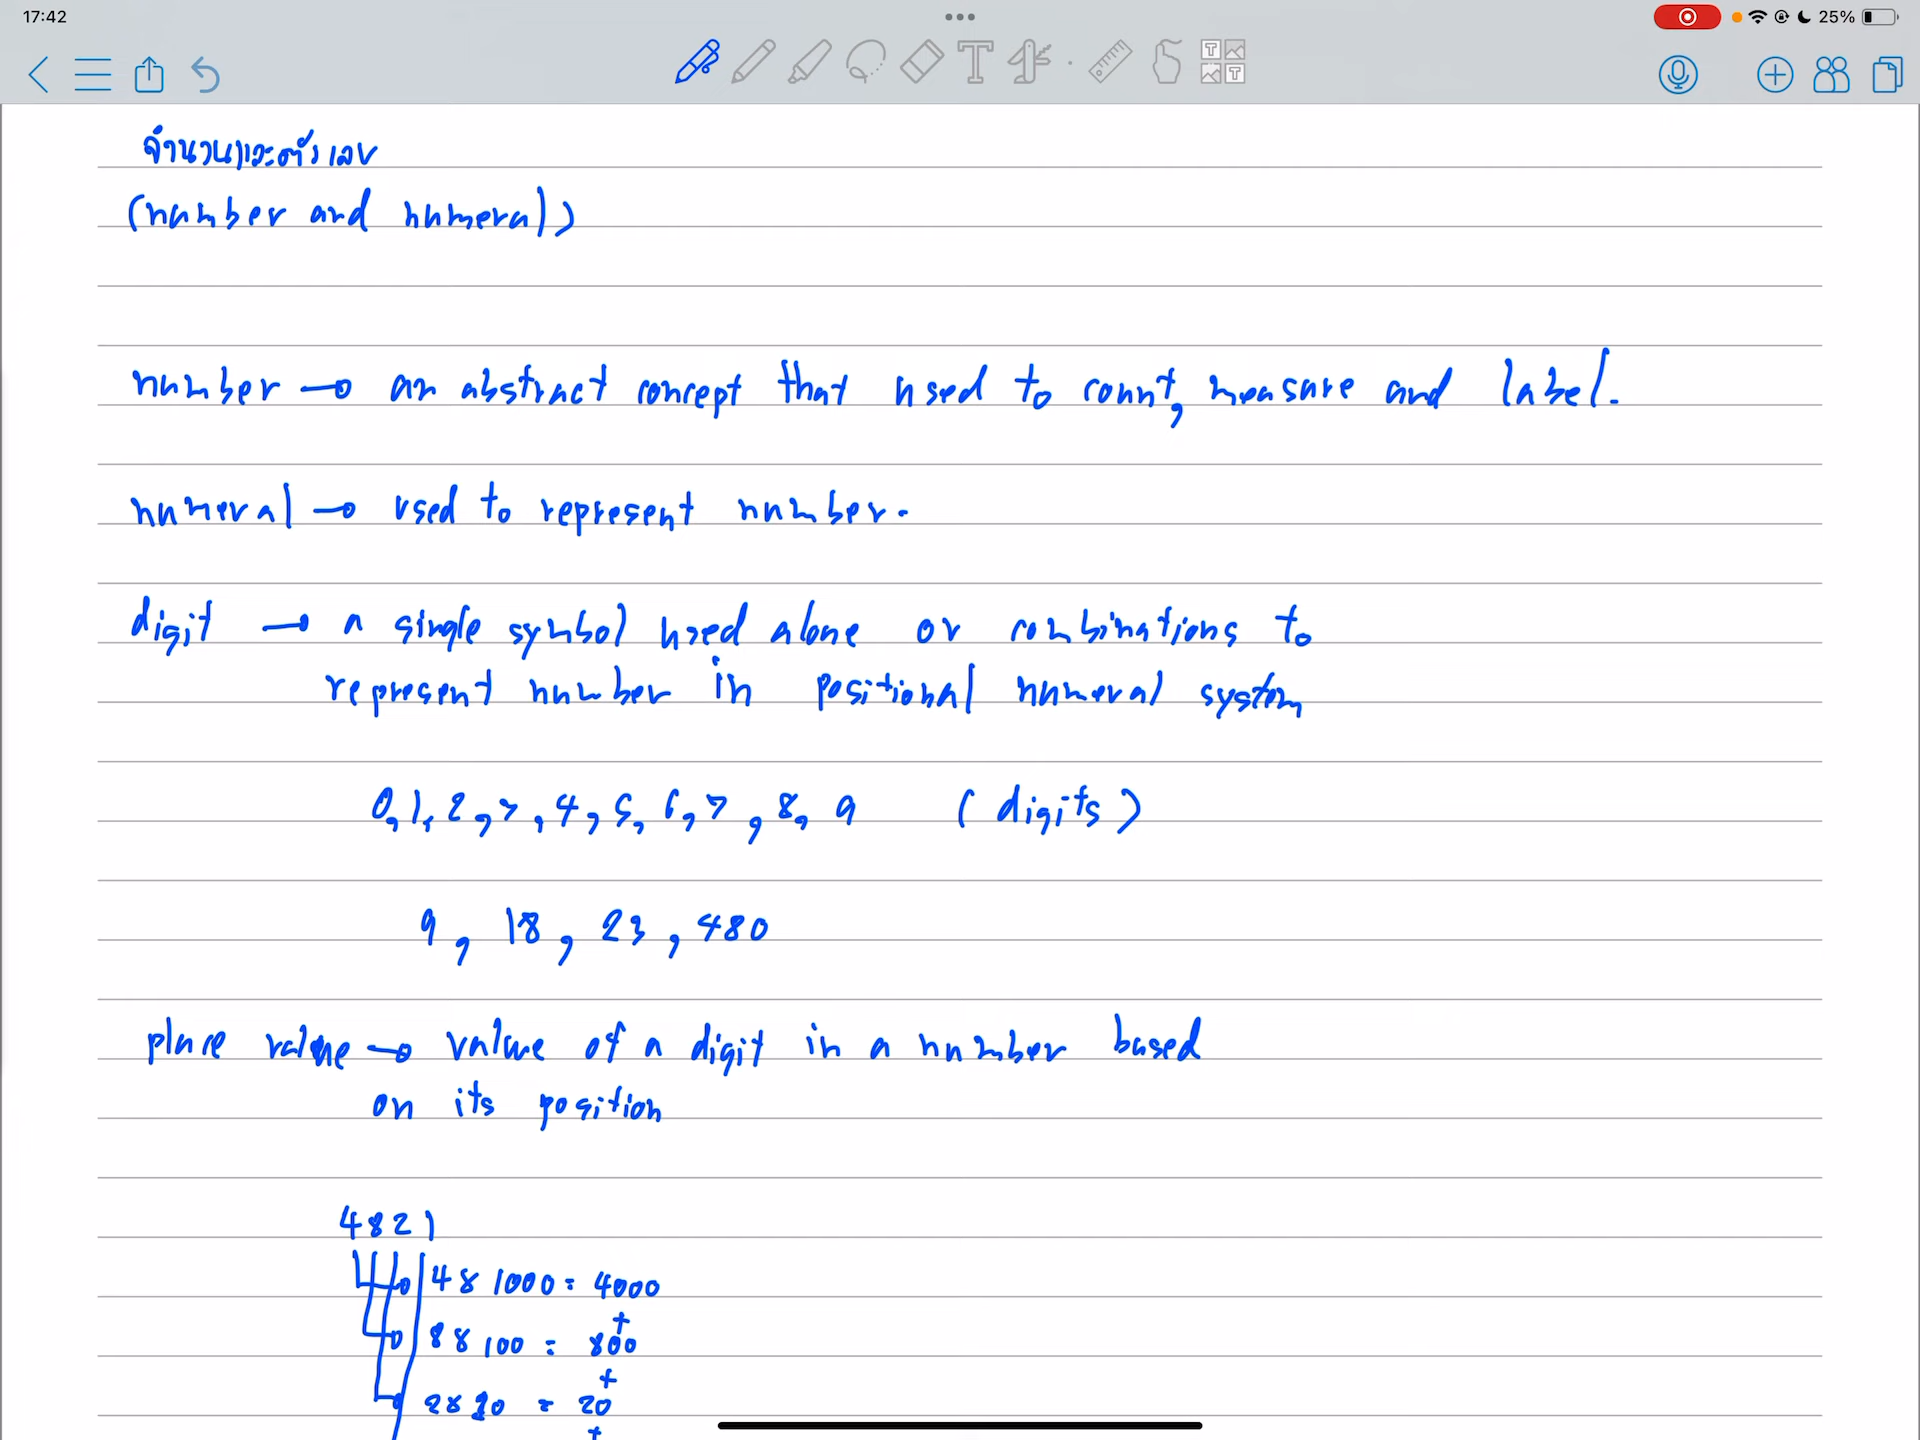 17:42
25%
จำนวนและตัวเลข
(number and numeral)
number → an abstract concept that used to count, measure and label.
numeral → used to represent number.
digit → a single symbol used alone or combinations to
represent number in positional numeral system
0, 1, 2, 3, 4, 5, 6, 7, 8, 9 (digits)
9, 18, 23, 480
place value → value of a digit in a number based
on its position
4821
4 x 1000 = 4000
+
8 x 100 = 800
+
2 x 10 = 20
+